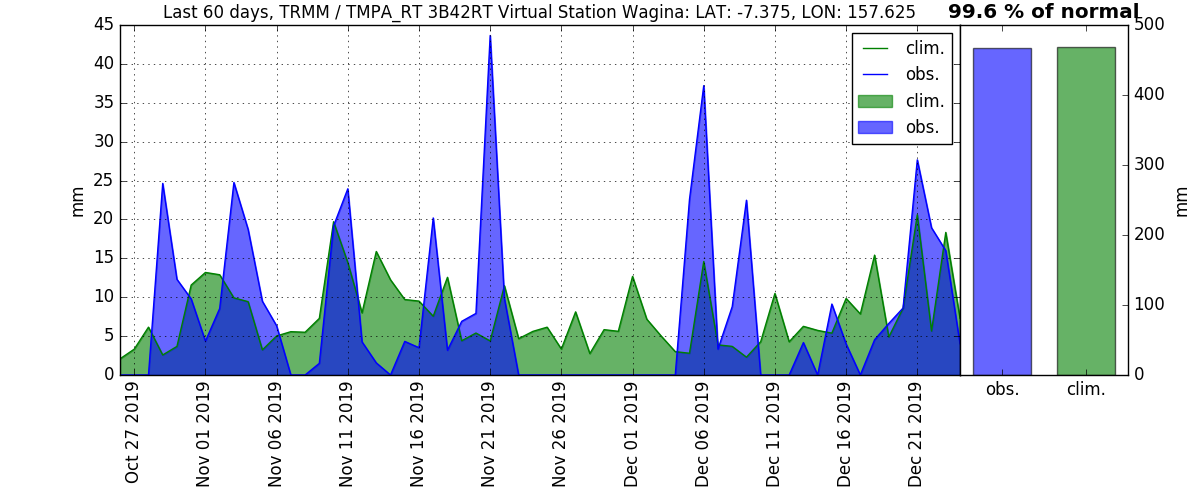 Last 60 days, TRMM / TMPA_RT 3B42RT Virtual Station Wagina: LAT: -7.375, LON: 157.625
99.6 % of normal
45
40
35
30
25
20
15
10
5
0
mm
clim.
obs.
clim.
obs.
500
400
300
200
100
0
mm
obs.
clim.
Oct 27 2019
Nov 01 2019
Nov 06 2019
Nov 11 2019
Nov 16 2019
Nov 21 2019
Nov 26 2019
Dec 01 2019
Dec 06 2019
Dec 11 2019
Dec 16 2019
Dec 21 2019